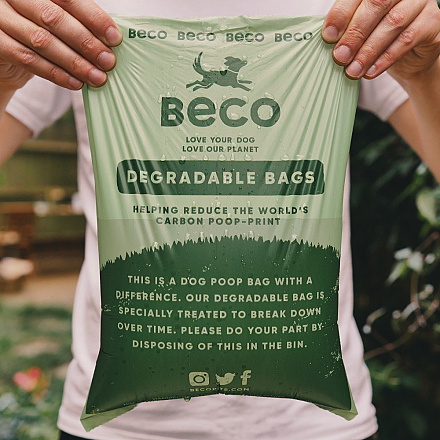 Beco Beco Beco Beco
Beco
LOVE YOUR DOG
LOVE OUR PLANET
DEGRADABLE BAGS
HELPING REDUCE THE WORLD'S
CARBON POOP-PRINT
THIS IS A DOG POOP BAG WITH A
DIFFERENCE. OUR DEGRADABLE BAG IS
SPECIALLY TREATED TO BREAK DOWN
OVER TIME. PLEASE DO YOUR PART BY
DISPOSING OF THIS IN THE BIN.
BECOPETS.COM